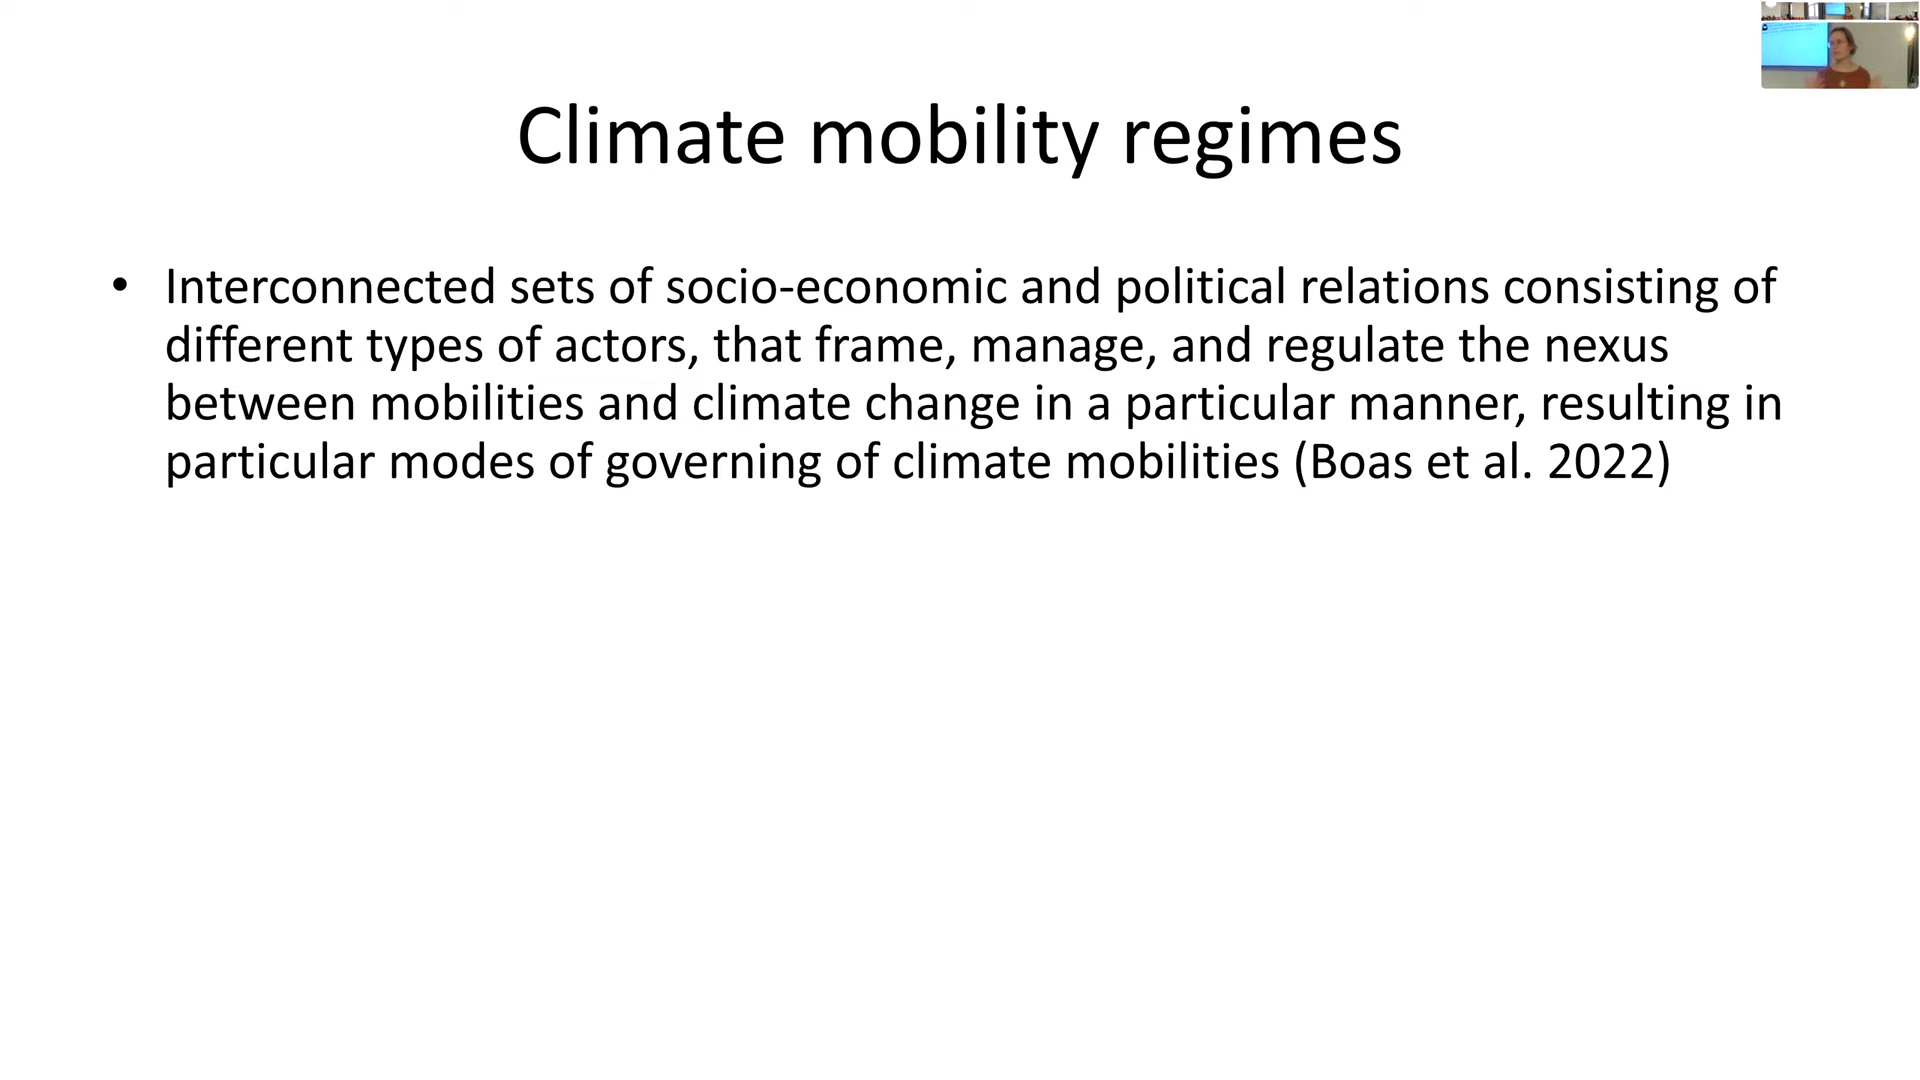 Climate mobility regimes
• Interconnected sets of socio-economic and political relations consisting of
different types of actors, that frame, manage, and regulate the nexus
between mobilities and climate change in a particular manner, resulting in
particular modes of governing of climate mobilities (Boas et al. 2022)